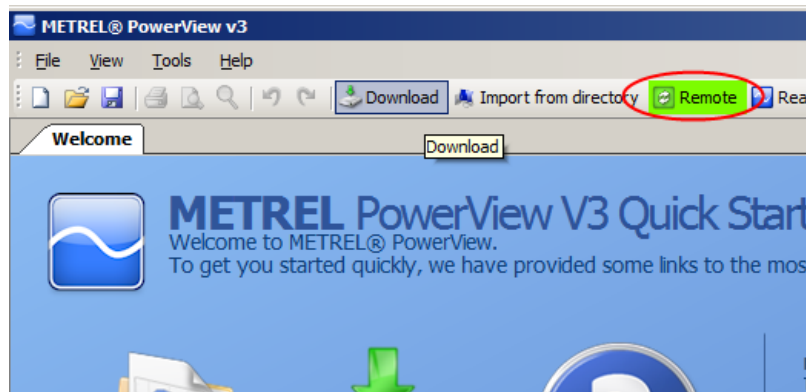 METREL® PowerView v3
File View Tools Help
Download Import from directory Remote Rea
Welcome
Download
METREL PowerView V3 Quick Start
Welcome to METREL® PowerView.
To get you started quickly, we have provided some links to the mos